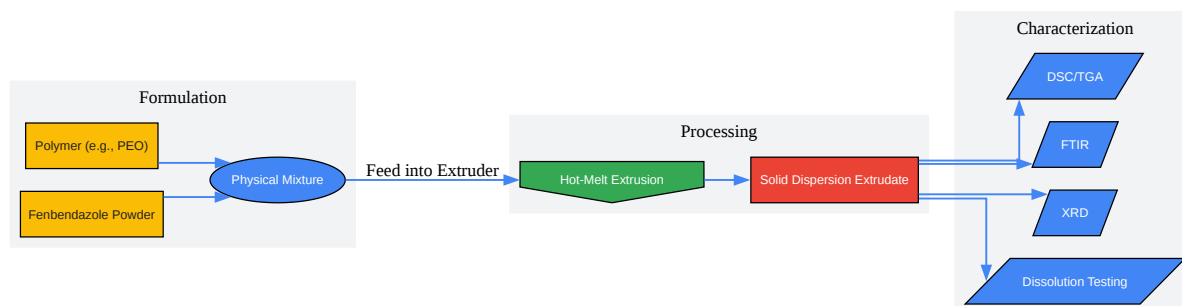 Formulation
Polymer (e.g., PEO)
Fenbendazole Powder
Physical Mixture
Feed into Extruder
Processing
Hot-Melt Extrusion
Solid Dispersion Extrudate
Characterization
DSC/TGA
FTIR
XRD
Dissolution Testing